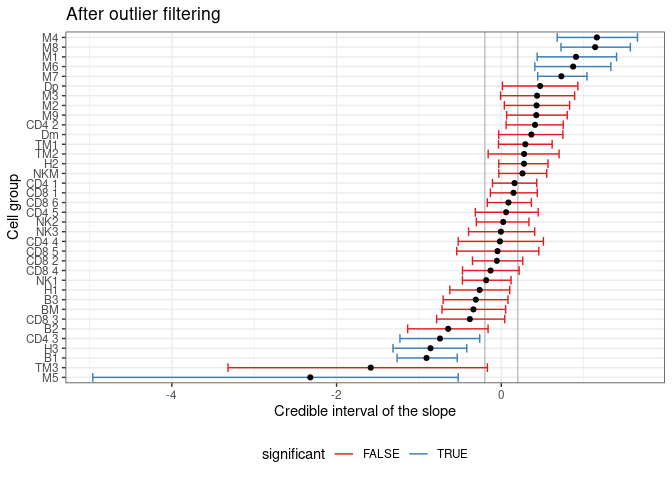 After outlier filtering
Cell group
M4
M8
M1
M6
M7
Dp
M3
M2
M9
CD4 2
Dm
TM1
TM2
H2
NKM
CD4 1
CD8 1
CD8 6
CD4 5
NK2
NK3
CD4 4
CD8 5
CD8 2
CD8 4
NK1
H1
B3
BM
CD8 3
B2
CD4 3
H3
B1
TM3
M5
-4 -2 0
Credible interval of the slope
significant FALSE TRUE